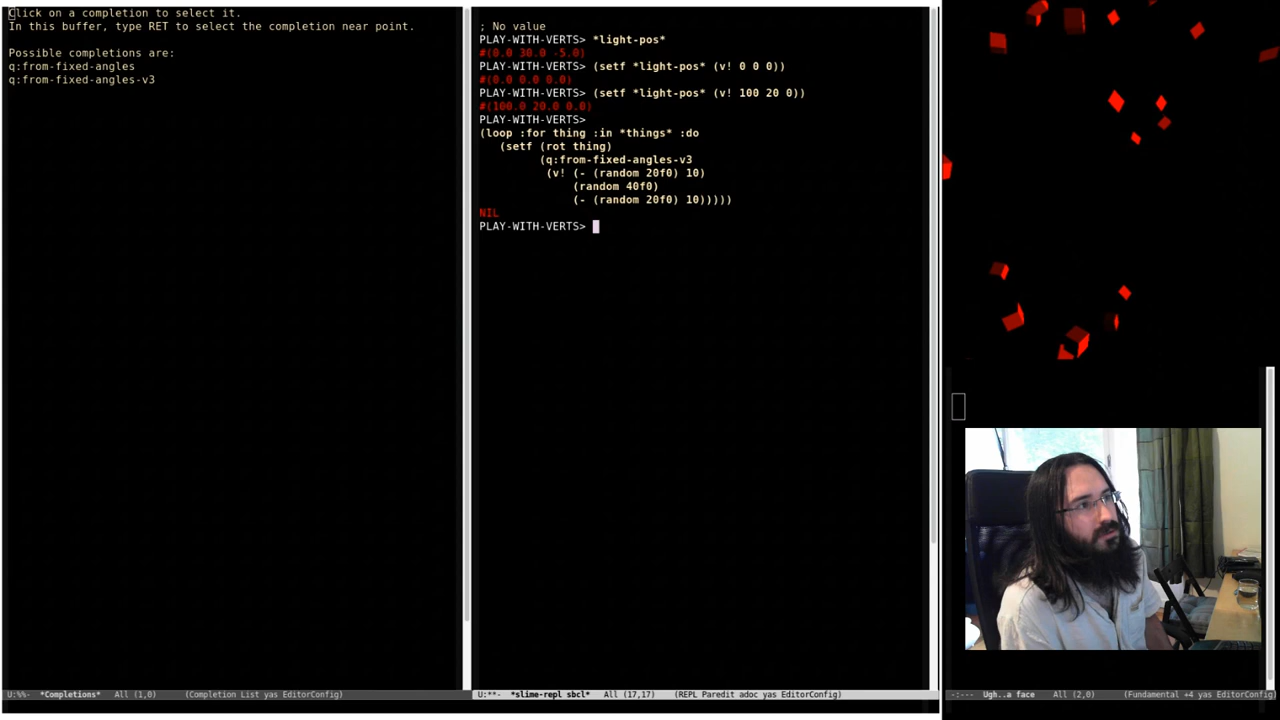 Click on a completion to select it.
In this buffer, type RET to select the completion near point.
Possible completions are:
q:from-fixed-angles
q:from-fixed-angles-v3
U:%%-  *Completions*   All (1,0)     (Completion List yas EditorConfig)
; No value
PLAY-WITH-VERTS> *light-pos*
#(0.0 30.0 -5.0)
PLAY-WITH-VERTS> (setf *light-pos* (v! 0 0 0))
#(0.0 0.0 0.0)
PLAY-WITH-VERTS> (setf *light-pos* (v! 100 20 0))
#(100.0 20.0 0.0)
PLAY-WITH-VERTS>
(loop :for thing :in *things* :do
   (setf (rot thing)
         (q:from-fixed-angles-v3
          (v! (- (random 20f0) 10)
              (random 40f0)
              (- (random 20f0) 10)))))
NIL
PLAY-WITH-VERTS>
U:**-  *slime-repl sbcl*   All (17,17)    (REPL Paredit adoc yas EditorConfig)
-:---  Ugh..a face   All (2,0)     (Fundamental +4 yas EditorConfig)